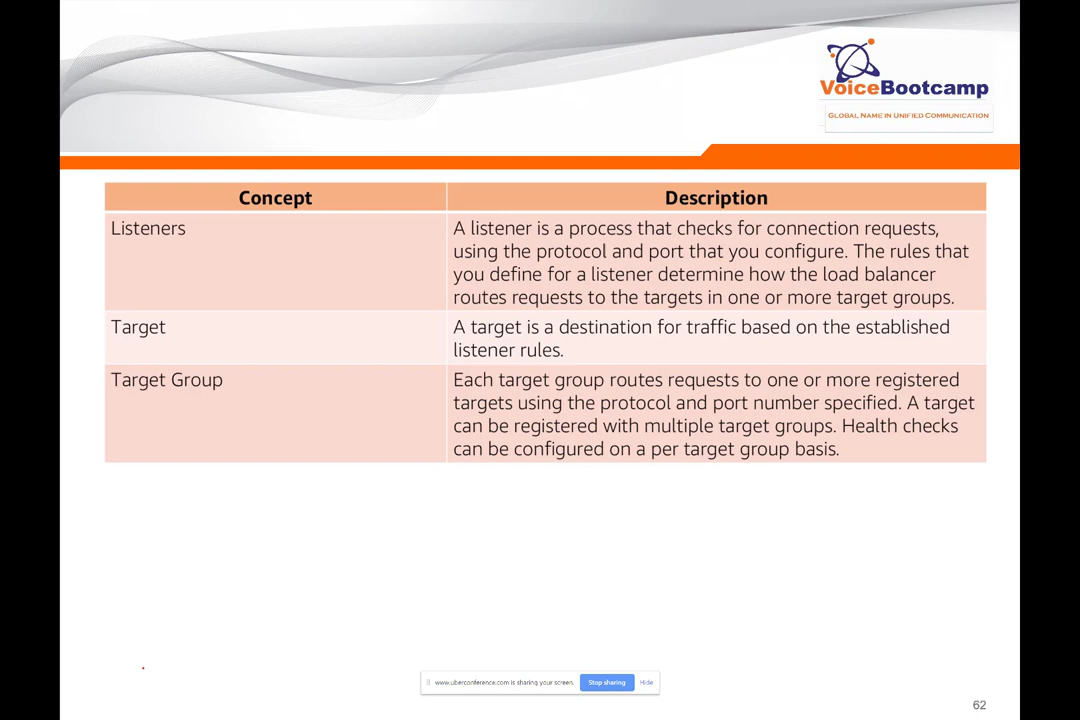 VoiceBootcamp
GLOBAL NAME IN UNIFIED COMMUNICATION
Concept
Description
Listeners
A listener is a process that checks for connection requests,
using the protocol and port that you configure. The rules that
you define for a listener determine how the load balancer
routes requests to the targets in one or more target groups.
Target
A target is a destination for traffic based on the established
listener rules.
Target Group
Each target group routes requests to one or more registered
targets using the protocol and port number specified. A target
can be registered with multiple target groups. Health checks
can be configured on a per target group basis.
www.uberconference.com is sharing your screen.
Stop sharing
Hide
62